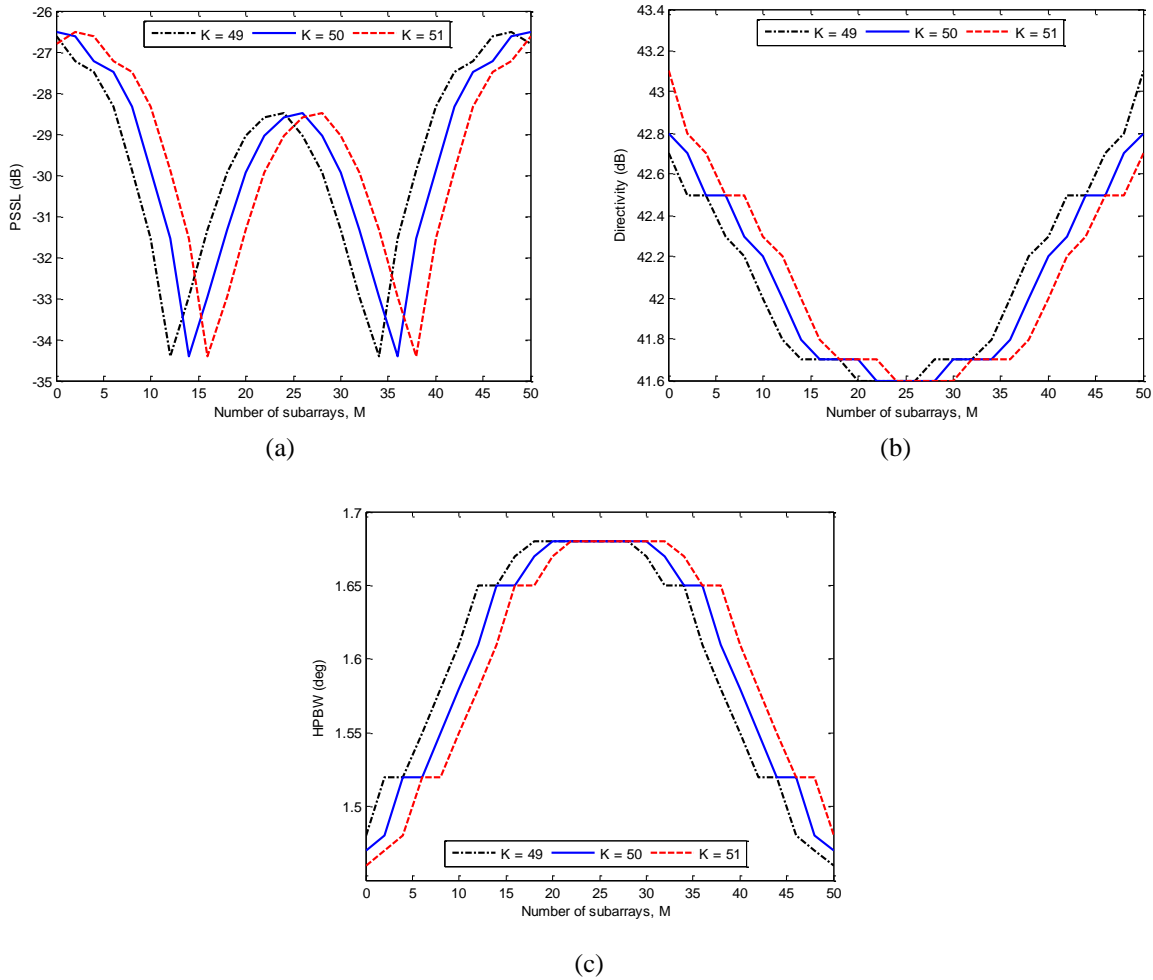 -26
-27
-28
-29
-30
-31
-32
-33
-34
-35
PSSL (dB)
K = 49 K = 50 K = 51
0 5 10 15 20 25 30 35 40 45 50
Number of subarrays, M
(a)
43.4
43.1
42.8
42.6
42.4
42.2
42
41.8
41.6
Directivity (dB)
K = 49 K = 50 K = 51
0 5 10 15 20 25 30 35 40 45 50
Number of subarrays, M
(b)
1.7
1.65
1.6
1.55
1.5
HPBW (deg)
K = 49 K = 50 K = 51
0 5 10 15 20 25 30 35 40 45 50
Number of subarrays, M
(c)